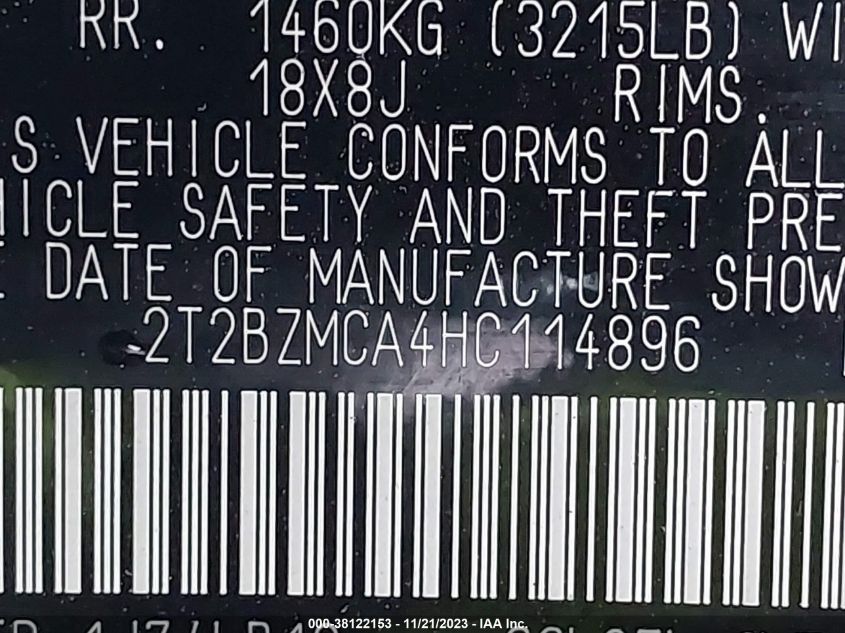 RR. 1460KG (3215LB) WI
18X8J RIMS.
S VEHICLE CONFORMS TO ALL
HICLE SAFETY AND THEFT PRE
E DATE OF MANUFACTURE SHOW
2T2BZMCA4HC114896
000-38122153 - 11/21/2023 - IAA Inc.